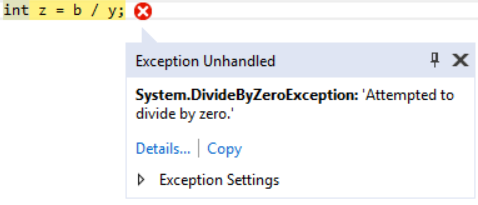 int z = b / y;
Exception Unhandled
System.DivideByZeroException: 'Attempted to
divide by zero.'
Details... | Copy
Exception Settings